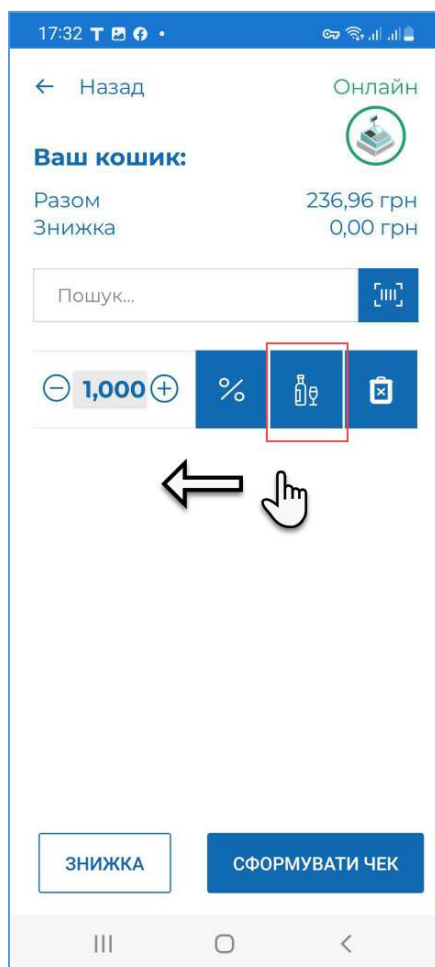 17:32
← Назад
Онлайн
Ваш кошик:
Разом 236,96 грн
Знижка 0,00 грн
Пошук...
1,000
%
ЗНИЖКА
СФОРМУВАТИ ЧЕК